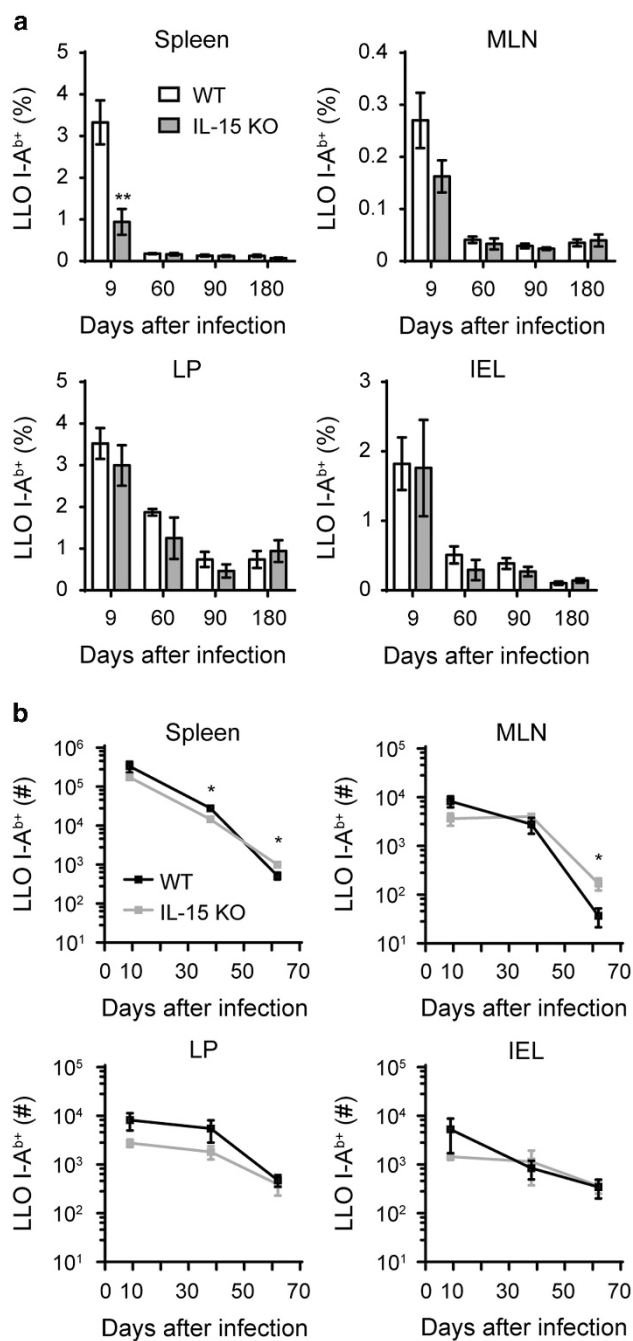 a
Spleen
LLO I-Aᵇ⁺ (%)
5
4
3
2
1
0
WT
IL-15 KO
**
9 60 90 180
Days after infection
MLN
LLO I-Aᵇ⁺ (%)
0.4
0.3
0.2
0.1
0
9 60 90 180
Days after infection
LP
LLO I-Aᵇ⁺ (%)
5
4
3
2
1
0
9 60 90 180
Days after infection
IEL
LLO I-Aᵇ⁺ (%)
3
2
1
0
9 60 90 180
Days after infection
b
Spleen
LLO I-Aᵇ⁺ (#)
10⁶
10⁵
10⁴
10³
10²
10¹
*
*
WT
IL-15 KO
0 10 30 50 70
Days after infection
MLN
LLO I-Aᵇ⁺ (#)
10⁵
10⁴
10³
10²
10¹
*
0 10 30 50 70
Days after infection
LP
LLO I-Aᵇ⁺ (#)
10⁵
10⁴
10³
10²
10¹
0 10 30 50 70
Days after infection
IEL
LLO I-Aᵇ⁺ (#)
10⁵
10⁴
10³
10²
10¹
0 10 30 50 70
Days after infection